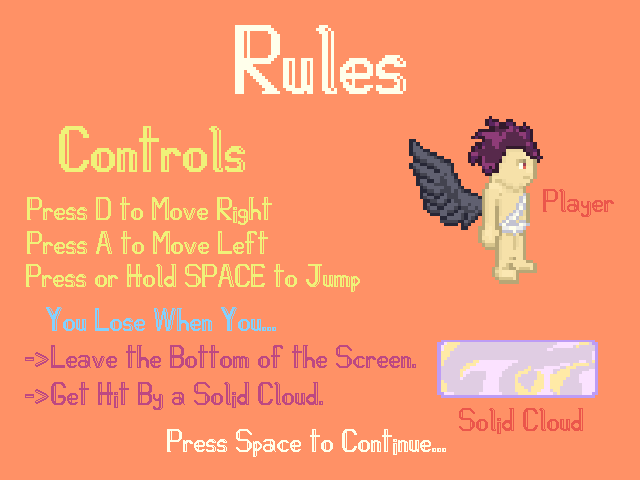 Rules
Controls
Press D to Move Right
Press A to Move Left
Press or Hold SPACE to Jump
Player
You Lose When You...
->Leave the Bottom of the Screen.
->Get Hit By a Solid Cloud.
Solid Cloud
Press Space to Continue...